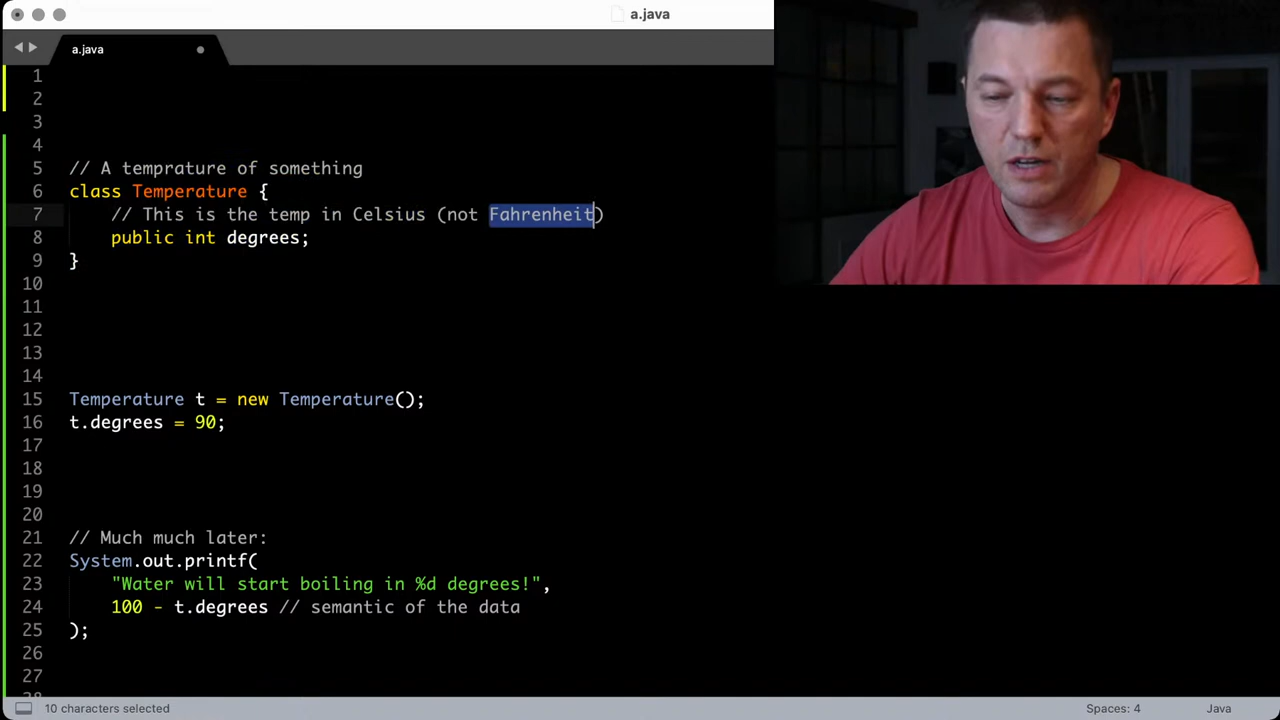 a.java
a.java
1
2
3
4
5 // A temprature of something
6 class Temperature {
7 // This is the temp in Celsius (not Fahrenheit)
8 public int degrees;
9 }
10
11
12
13
14
15 Temperature t = new Temperature();
16 t.degrees = 90;
17
18
19
20
21 // Much much later:
22 System.out.printf(
23 "Water will start boiling in %d degrees!",
24 100 - t.degrees // semantic of the data
25 );
26
27
28
10 characters selected Spaces: 4 Java